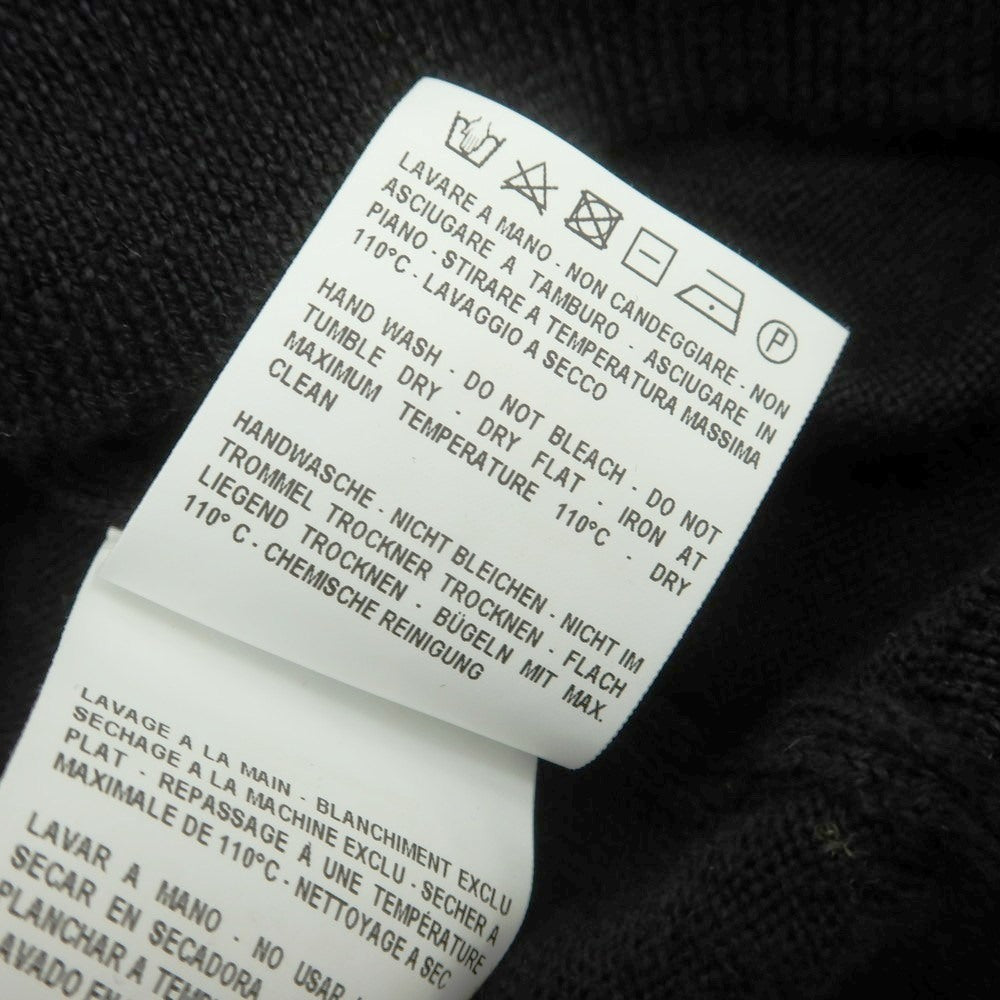 P
LAVARE A MANO - NON CANDEGGIARE - NON
ASCIUGARE A TAMBURO - ASCIUGARE IN
PIANO - STIRARE A TEMPERATURA MASSIMA
110°C - LAVAGGIO A SECCO
HAND WASH - DO NOT BLEACH - DO NOT
TUMBLE DRY - DRY FLAT - IRON AT
MAXIMUM TEMPERATURE 110°C - DRY
CLEAN
HANDWASCHE - NICHT BLEICHEN - NICHT IM
TROMMEL TROCKNER TROCKNEN - FLACH
LIEGEND TROCKNEN - BÜGELN MIT MAX.
110° C - CHEMISCHE REINIGUNG
LAVAGE A LA MAIN - BLANCHIMENT EXCLU
SECHAGE A LA MACHINE EXCLU - SECHER A
PLAT - REPASSAGE À UNE TEMPÉRATURE
MAXIMALE DE 110°C - NETTOYAGE A SEC
LAVAR A MANO - NO USAR
SECAR EN SECADORA
PLANCHAR A
EN